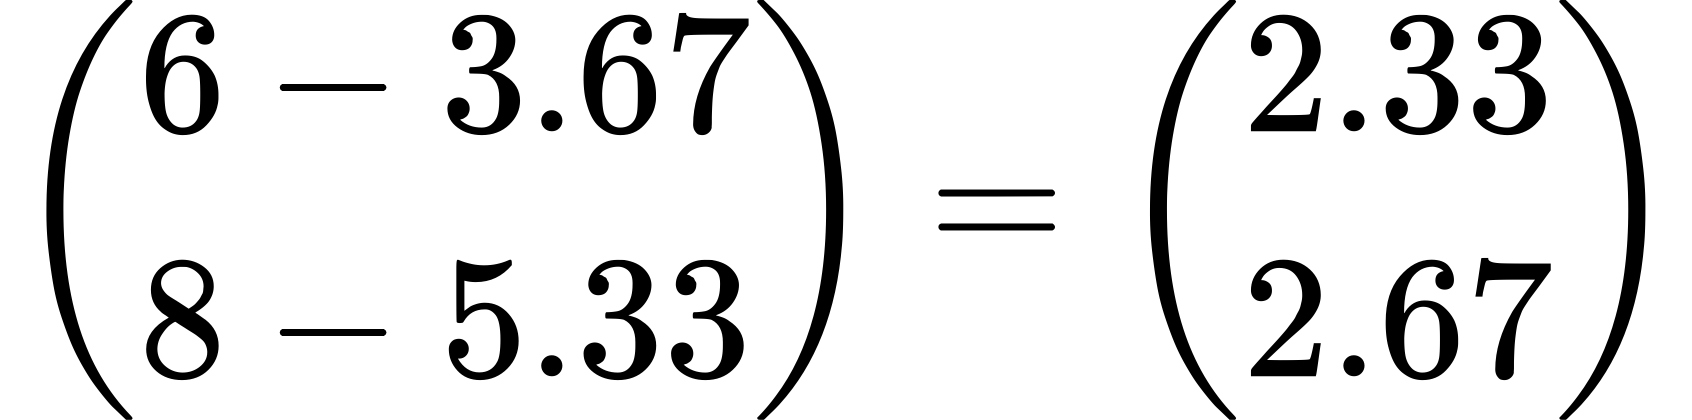 ( 6 − 3.67 ) = ( 2.33 )
( 8 − 5.33 ) = ( 2.67 )